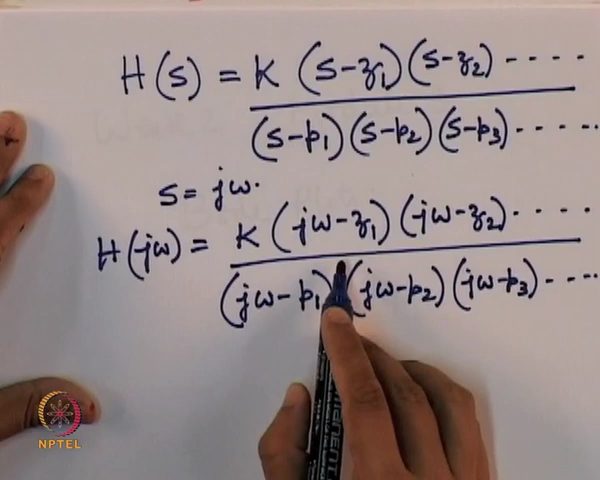 H(s) = K (s-z₁)(s-z₂) ····
(s-p₁)(s-p₂)(s-p₃) ·····
s = jω.
H(jω) = K (jω-z₁)(jω-z₂) ····
(jω-p₁)(jω-p₂)(jω-p₃) ····
NPTEL